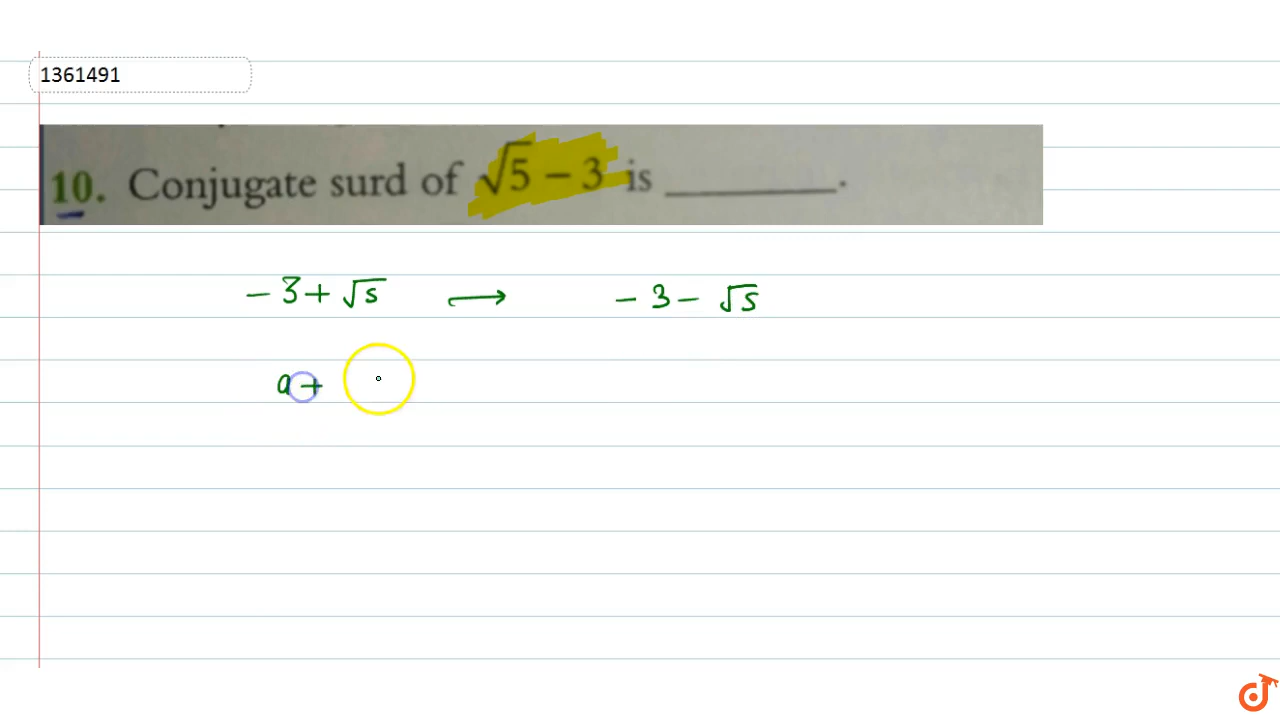 1361491
10. Conjugate surd of √5 − 3 is ________.
− 3 + √5 ⟶ − 3 − √5
a +